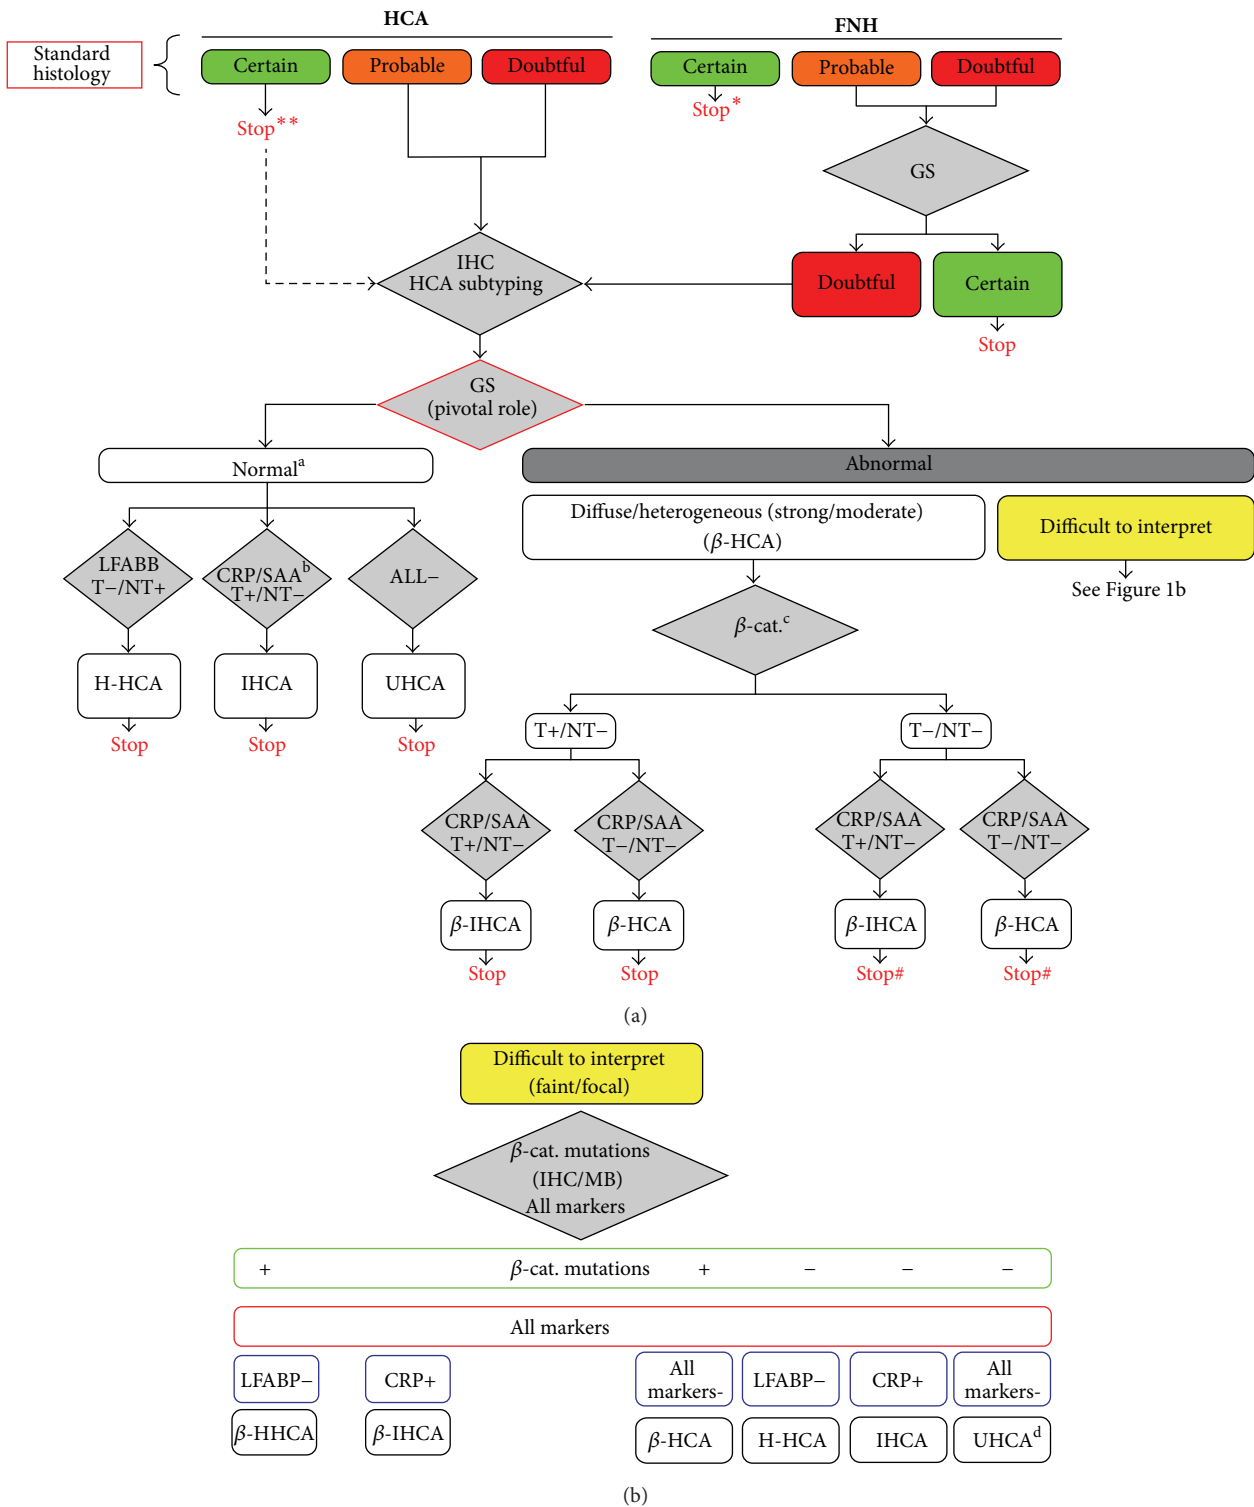 HCA
FNH
Standard
histology
Certain
Probable
Doubtful
Certain
Probable
Doubtful
Stop**
Stop*
GS
IHC
HCA subtyping
Doubtful
Certain
Stop
GS
(pivotal role)
Normalᵃ
Abnormal
Diffuse/heterogeneous (strong/moderate)
(β-HCA)
Difficult to interpret
See Figure 1b
LFABB
T−/NT+
CRP/SAAᵇ
T+/NT−
ALL−
β-cat.ᶜ
H-HCA
IHCA
UHCA
Stop
Stop
Stop
T+/NT−
T−/NT−
CRP/SAA
T+/NT−
CRP/SAA
T−/NT−
CRP/SAA
T+/NT−
CRP/SAA
T−/NT−
β-IHCA
β-HCA
β-IHCA
β-HCA
Stop
Stop
Stop#
Stop#
(a)
Difficult to interpret
(faint/focal)
β-cat. mutations
(IHC/MB)
All markers
+ β-cat. mutations + − − −
All markers
LFABP−
CRP+
All
markers-
LFABP−
CRP+
All
markers-
β-HHCA
β-IHCA
β-HCA
H-HCA
IHCA
UHCAᵈ
(b)